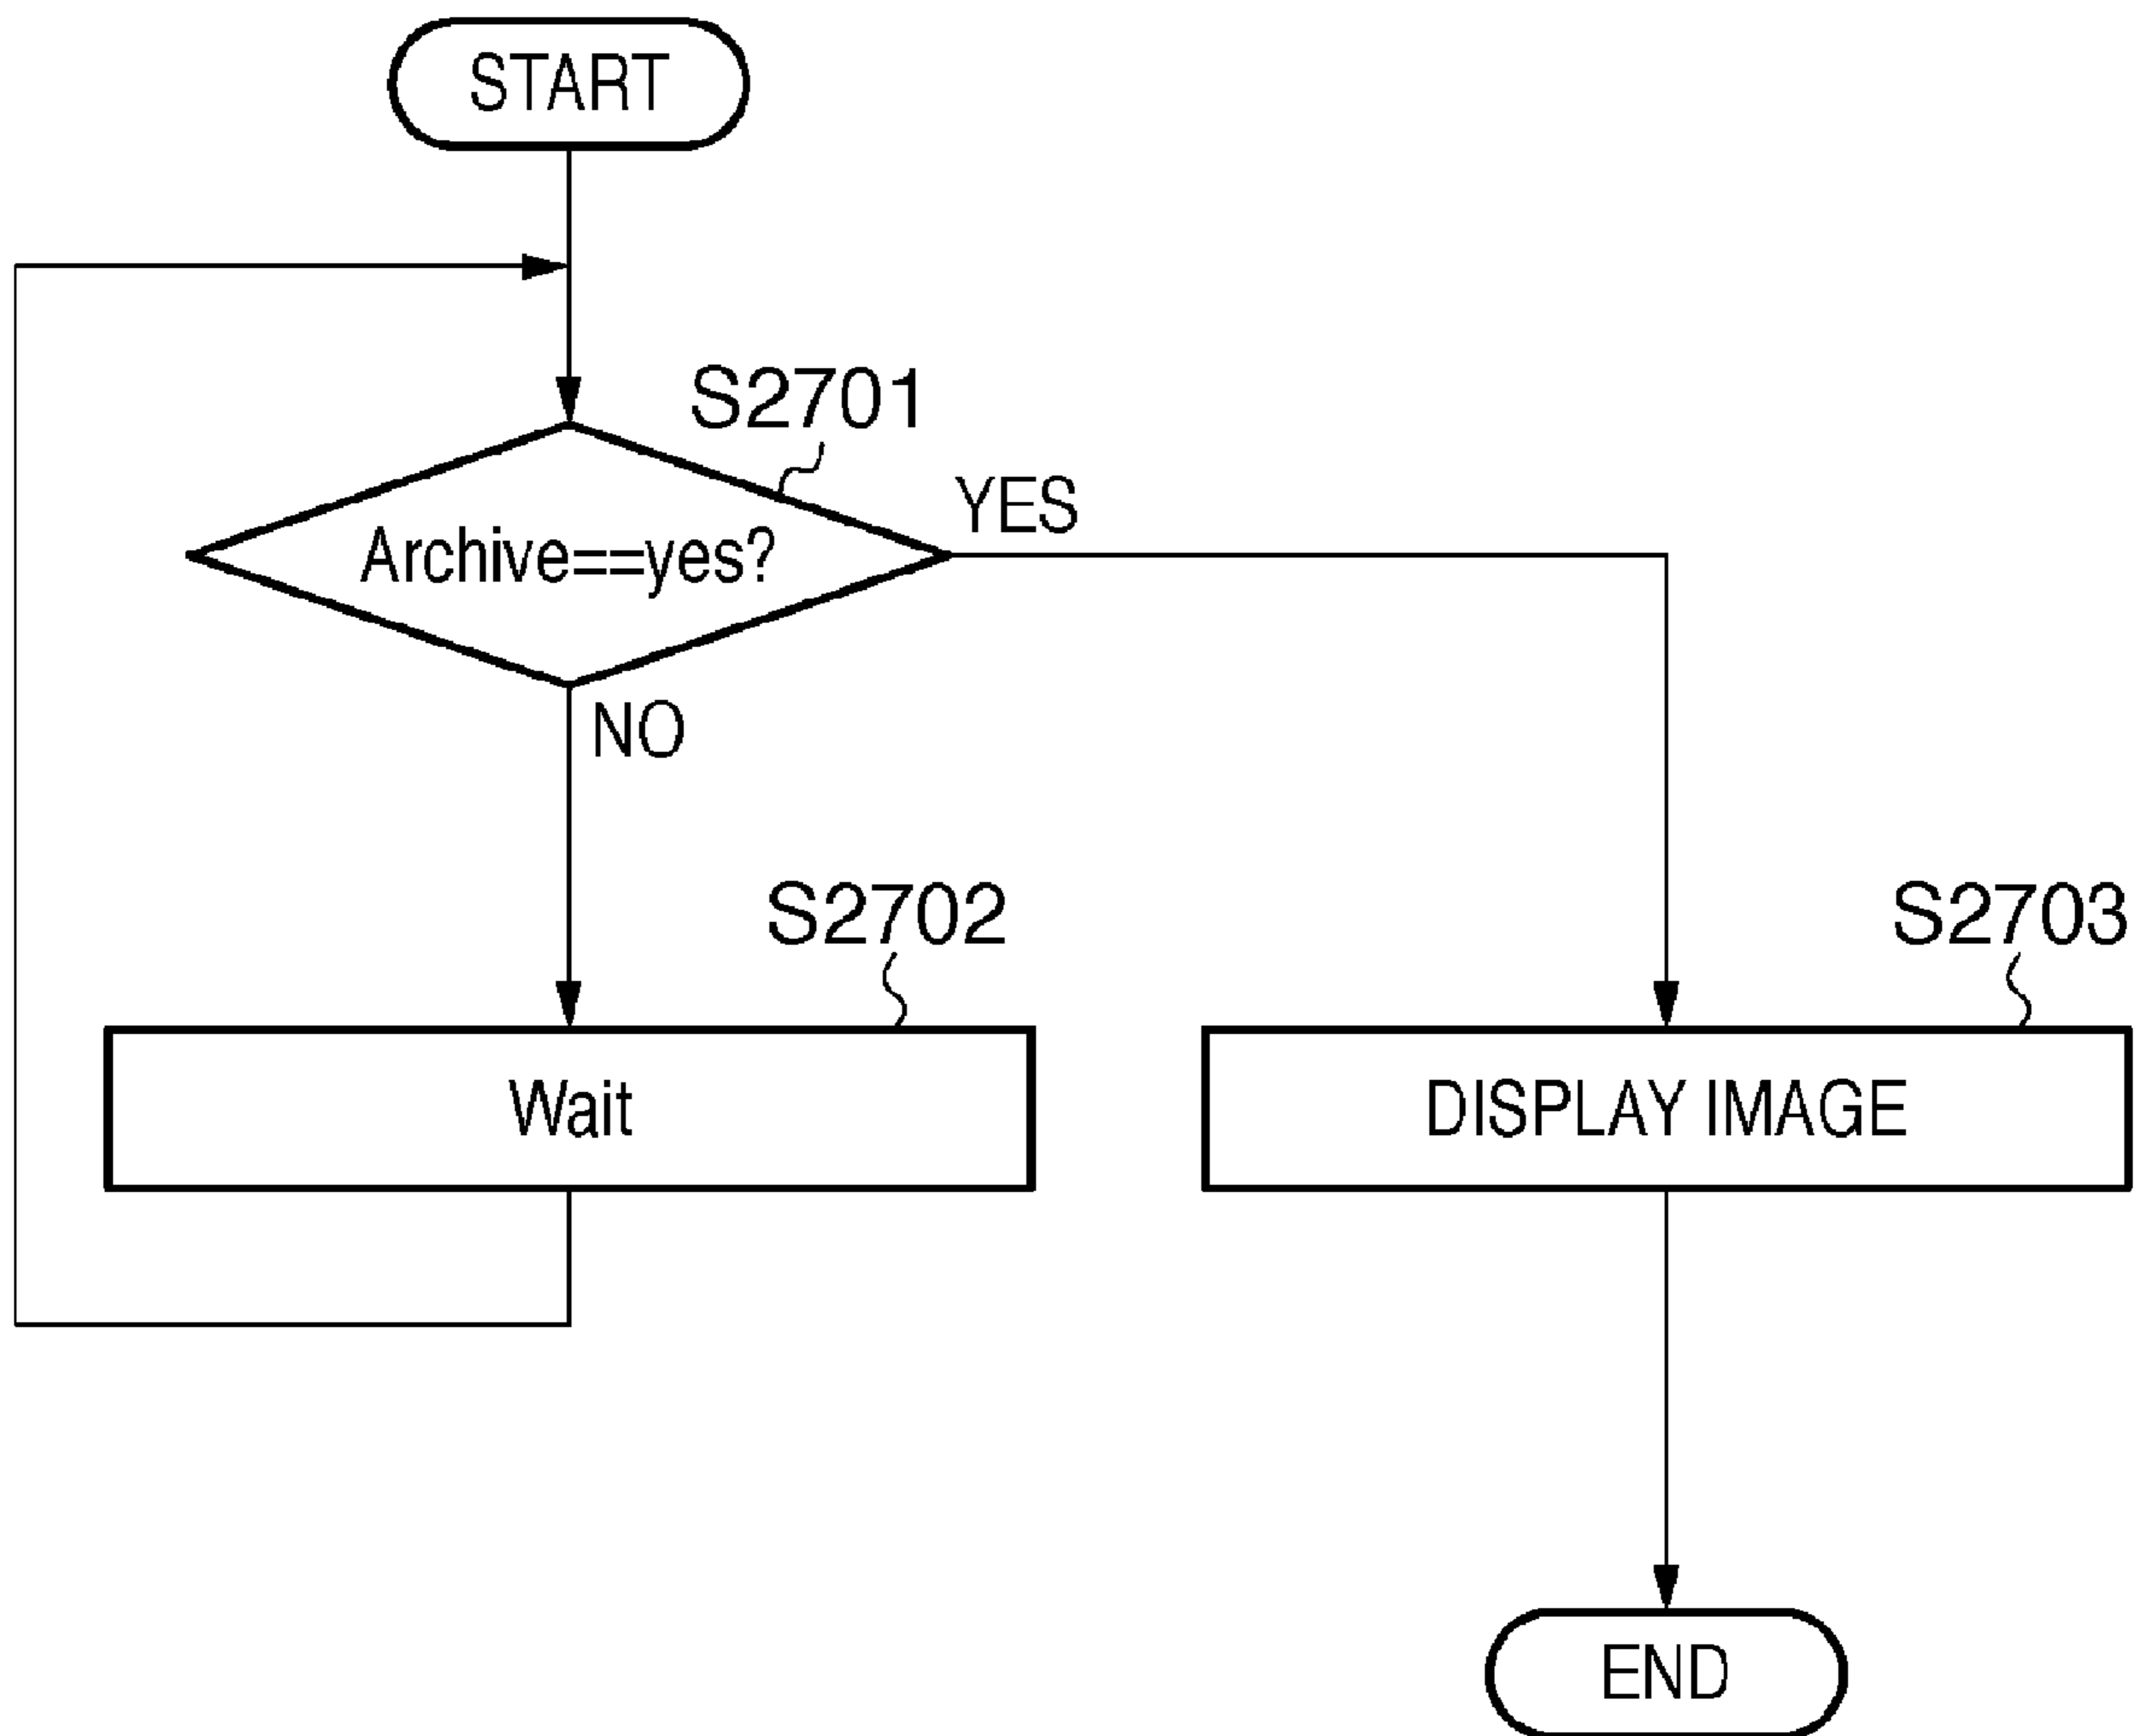 START
S2701
YES
Archive==yes?
NO
S2702
S2703
Wait
DISPLAY IMAGE
END